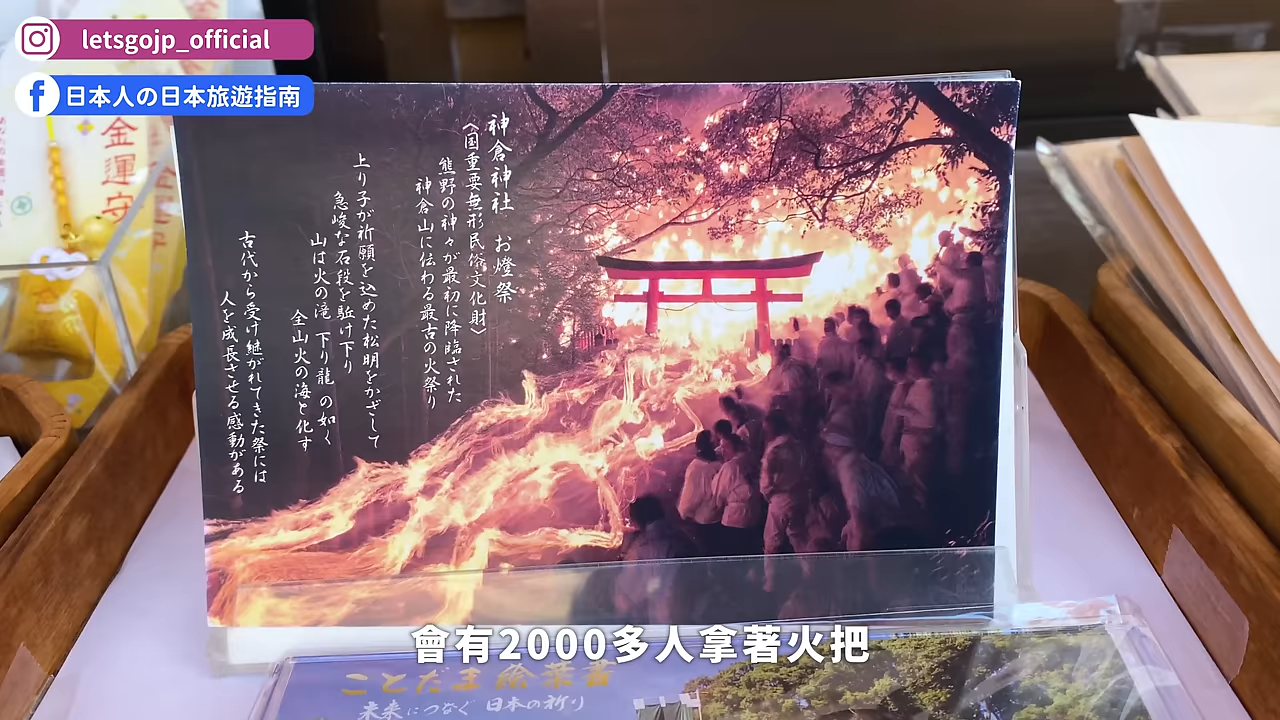 letsgojp_official
日本人の日本旅遊指南
金運守
神倉神社 お燈祭
〈国重要無形民俗文化財〉
熊野の神々が最初に降臨された
神倉山に伝わる最古の火祭り
上り子が祈願を込めた松明をかざして
急峻な石段を駈け下り
山は火の滝 下り龍の如く
全山火の海と化す
古代から受け継がれてきた祭には
人を成長させる感動がある
會有2000多人拿著火把
ことだま絵葉書
未来につなぐ 日本の祈り